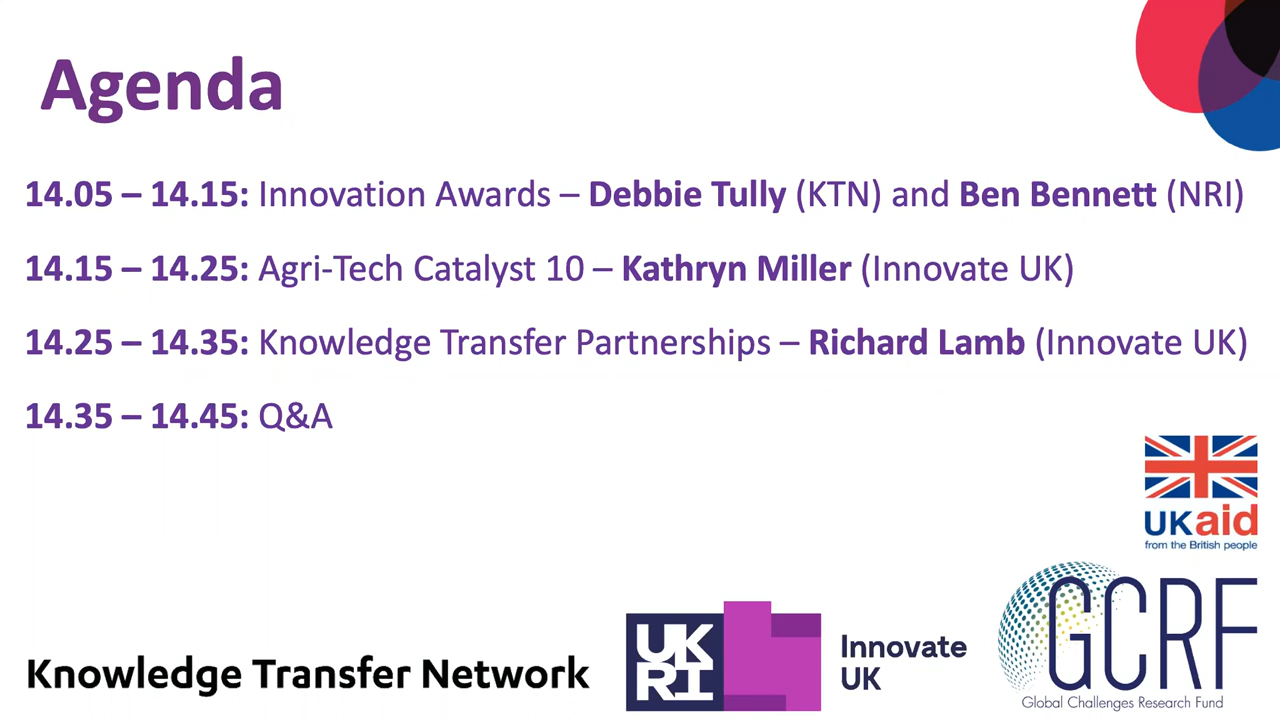 Agenda
14.05 – 14.15: Innovation Awards – Debbie Tully (KTN) and Ben Bennett (NRI)
14.15 – 14.25: Agri-Tech Catalyst 10 – Kathryn Miller (Innovate UK)
14.25 – 14.35: Knowledge Transfer Partnerships – Richard Lamb (Innovate UK)
14.35 – 14.45: Q&A
UKaid
from the British people
Knowledge Transfer Network
UK
RI
Innovate
UK
GCRF
Global Challenges Research Fund